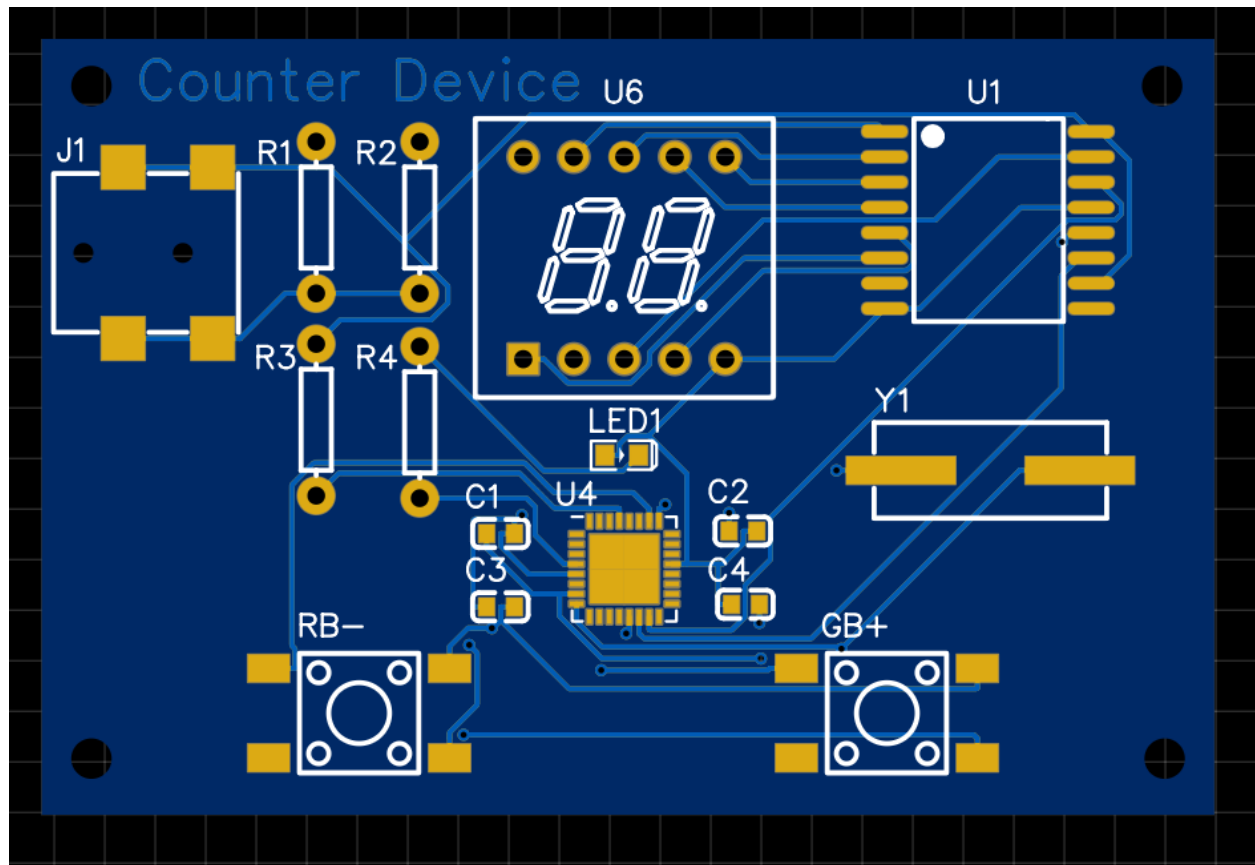 Counter Device
U6
U1
J1
R1
R2
R3
R4
LED1
Y1
C1
U4
C2
C3
C4
RB-
GB+